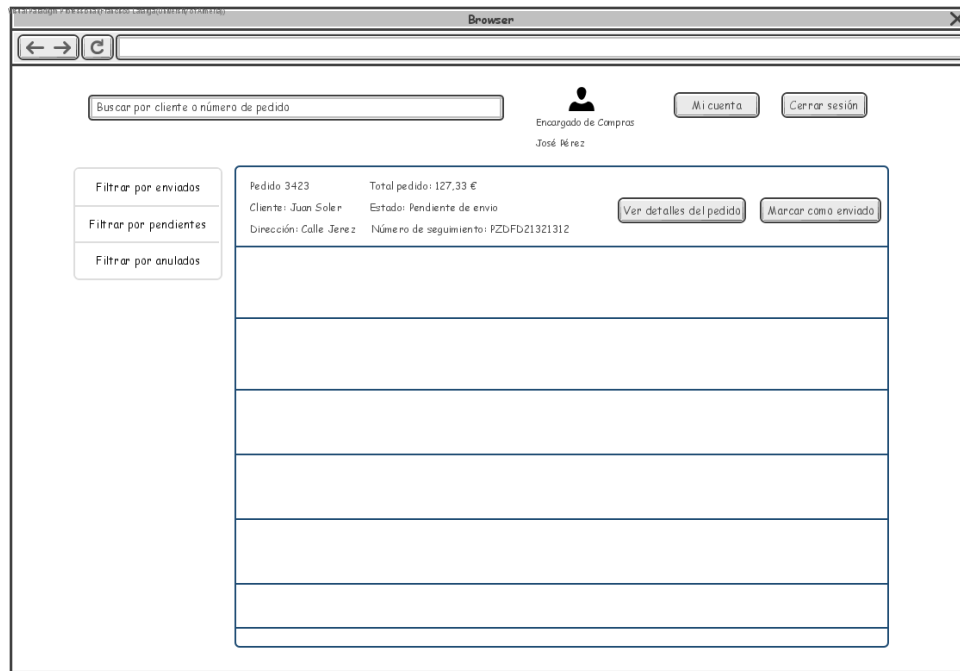 Browser
Buscar por cliente o número de pedido
Encargado de Compras
José Pérez
Mi cuenta
Cerrar sesión
Filtrar por enviados
Filtrar por pendientes
Filtrar por anulados
Pedido 3423
Total pedido: 127,33 €
Cliente: Juan Soler
Estado: Pendiente de envio
Dirección: Calle Jerez
Número de seguimiento: PZDFD21321312
Ver detalles del pedido
Marcar como enviado